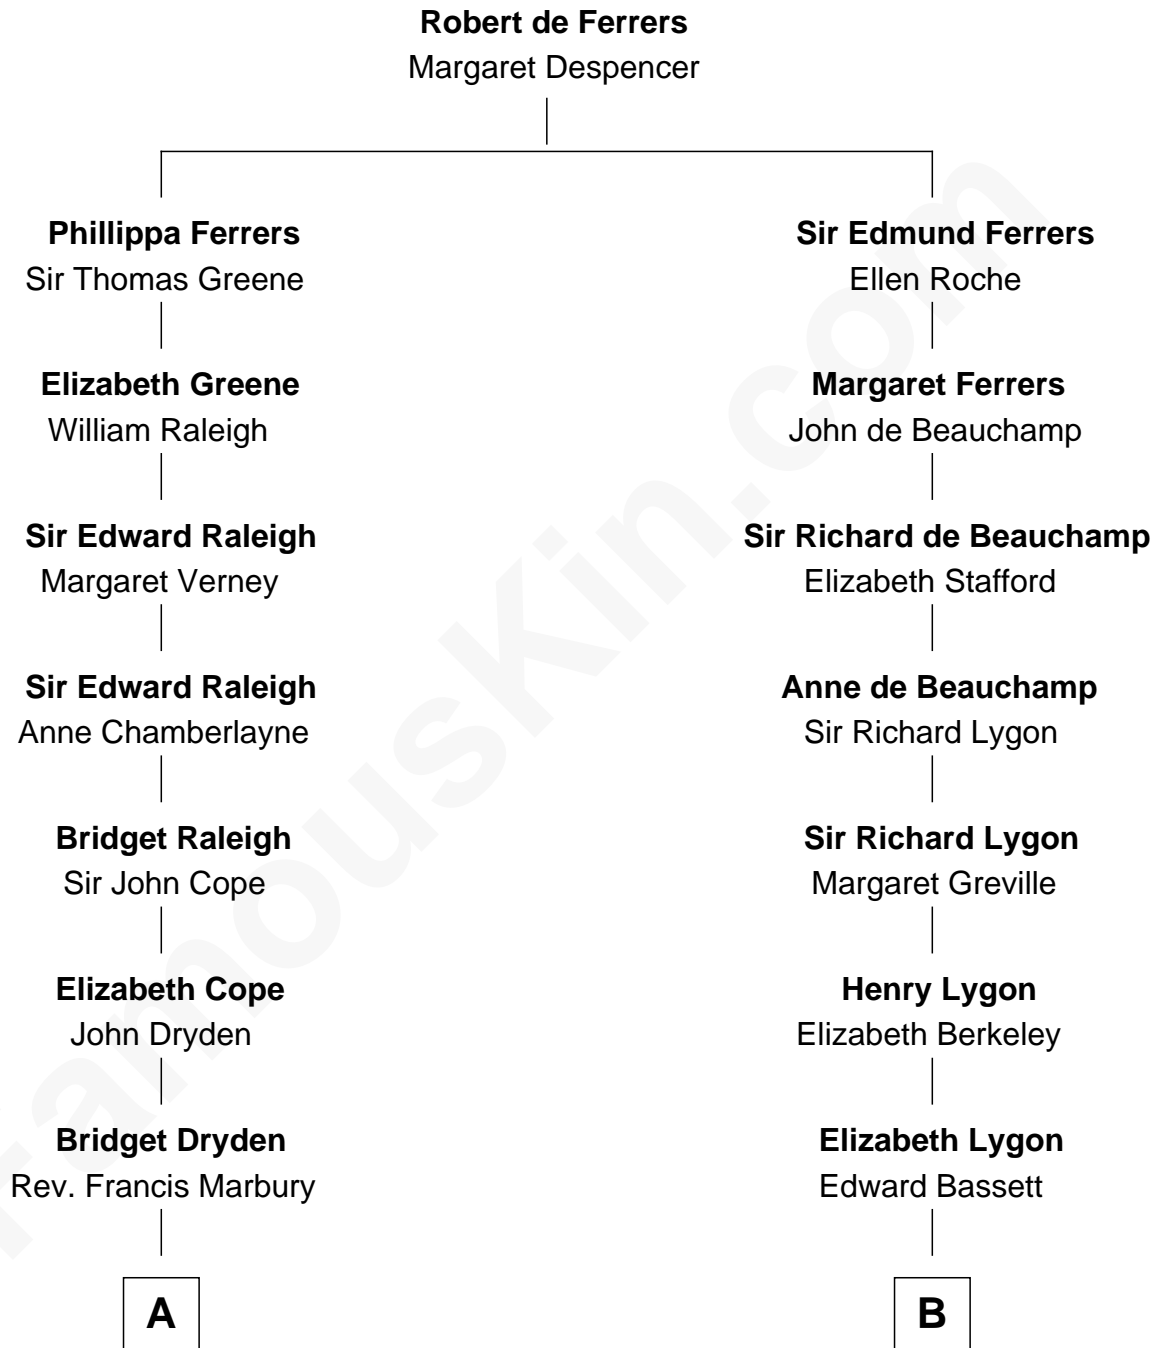 Robert de Ferrers
Margaret Despencer
Phillippa Ferrers
Sir Thomas Greene
Sir Edmund Ferrers
Ellen Roche
Elizabeth Greene
William Raleigh
Margaret Ferrers
John de Beauchamp
Sir Edward Raleigh
Margaret Verney
Sir Richard de Beauchamp
Elizabeth Stafford
Sir Edward Raleigh
Anne Chamberlayne
Anne de Beauchamp
Sir Richard Lygon
Bridget Raleigh
Sir John Cope
Sir Richard Lygon
Margaret Greville
Elizabeth Cope
John Dryden
Henry Lygon
Elizabeth Berkeley
Bridget Dryden
Rev. Francis Marbury
Elizabeth Lygon
Edward Bassett
A
B
FamousKin.com